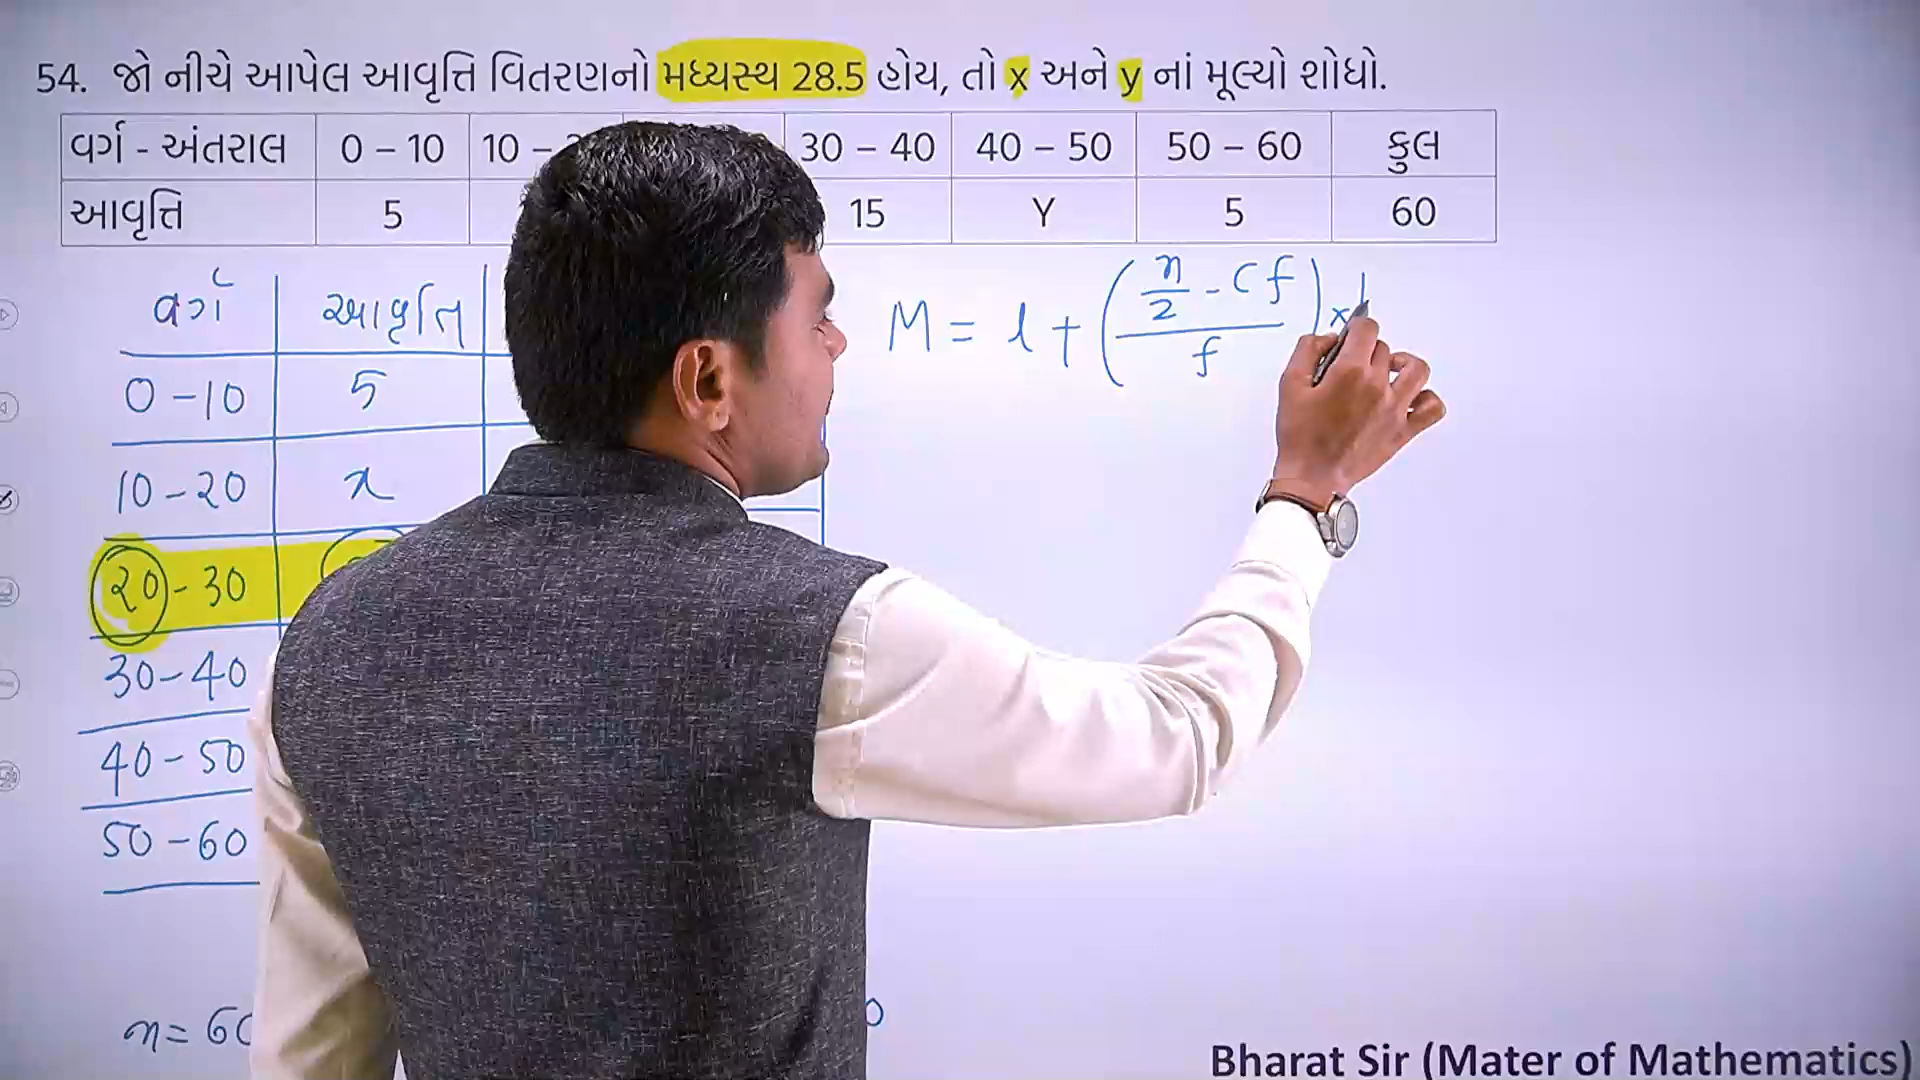 54. જો નીચે આપેલ આવૃત્તિ વિતરણનો મધ્યસ્થ 28.5 હોય, તો x અને y નાં મૂલ્યો શોધો.
વર્ગ - અંતરાલ 0 – 10 10 – 30 – 40 40 – 50 50 – 60 કુલ
આવૃત્તિ 5 15 Y 5 60
વર્ગ આવૃત્તિ
0 – 10 5
10 – 20 x
20 – 30
30 – 40
40 – 50
50 – 60
n = 60
M = l + ( n/2 - cf / f ) ×
Bharat Sir (Mater of Mathematics)